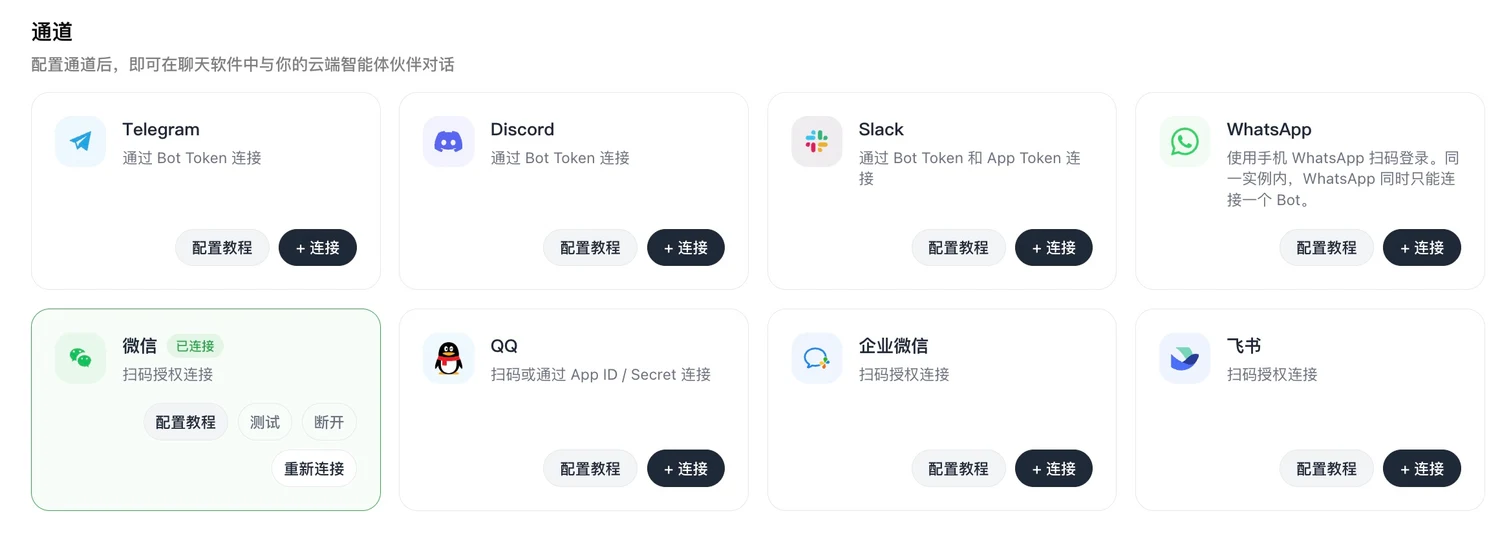 通道
配置通道后，即可在聊天软件中与你的云端智能体伙伴对话
Telegram
通过 Bot Token 连接
配置教程
+ 连接
Discord
通过 Bot Token 连接
配置教程
+ 连接
Slack
通过 Bot Token 和 App Token 连
接
配置教程
+ 连接
WhatsApp
使用手机 WhatsApp 扫码登录。同
一实例内，WhatsApp 同时只能连
接一个 Bot。
配置教程
+ 连接
微信 已连接
扫码授权连接
配置教程
测试
断开
重新连接
QQ
扫码或通过 App ID / Secret 连接
配置教程
+ 连接
企业微信
扫码授权连接
配置教程
+ 连接
飞书
扫码授权连接
配置教程
+ 连接